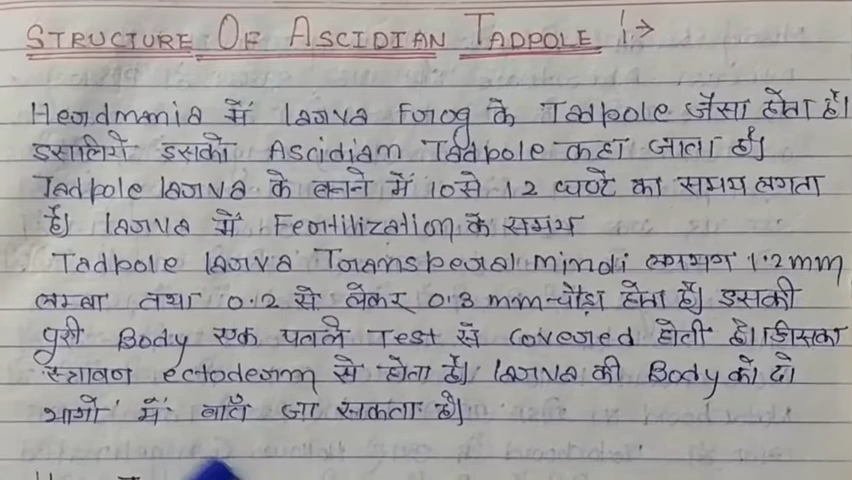 STRUCTURE OF ASCIDIAN TADPOLE :→
Herdmania में larva Forog के Tadpole जैसा होता है।
इसलिये इसको Ascidian Tadpole कहा जाता है।
Tadpole larva के बनने में 10 से 12 घण्टे का समय लगता
है। larva में Fertilization के समय
Tadpole larva लगभग 1.2 mm
लम्बा तथा 0.2 से लेकर 0.3 mm चौड़ा होता है। इसकी
पूरी Body एक पतले Test से Covered होती है। जिसका
स्त्रावण ectoderm से होता है। larva की Body को दो
भागो में बाँटा जा सकता है।